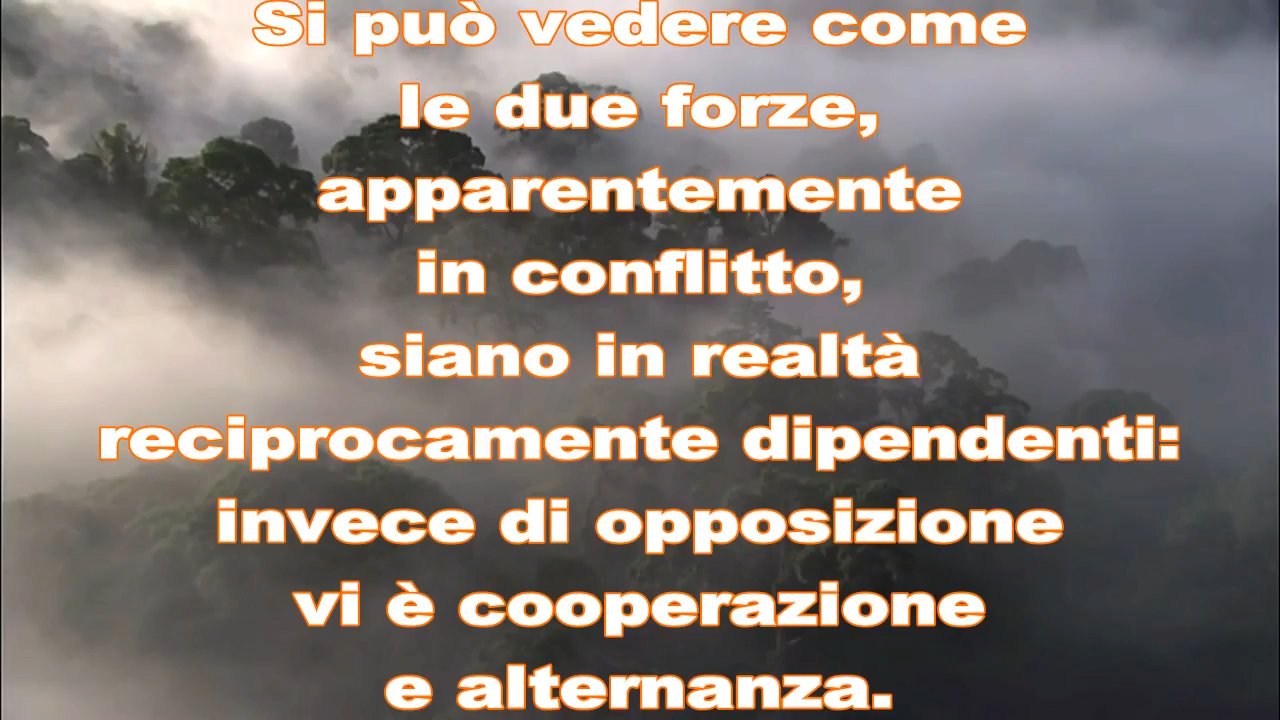 Si può vedere come
le due forze,
apparentemente
in conflitto,
siano in realtà
reciprocamente dipendenti:
invece di opposizione
vi è cooperazione
e alternanza.